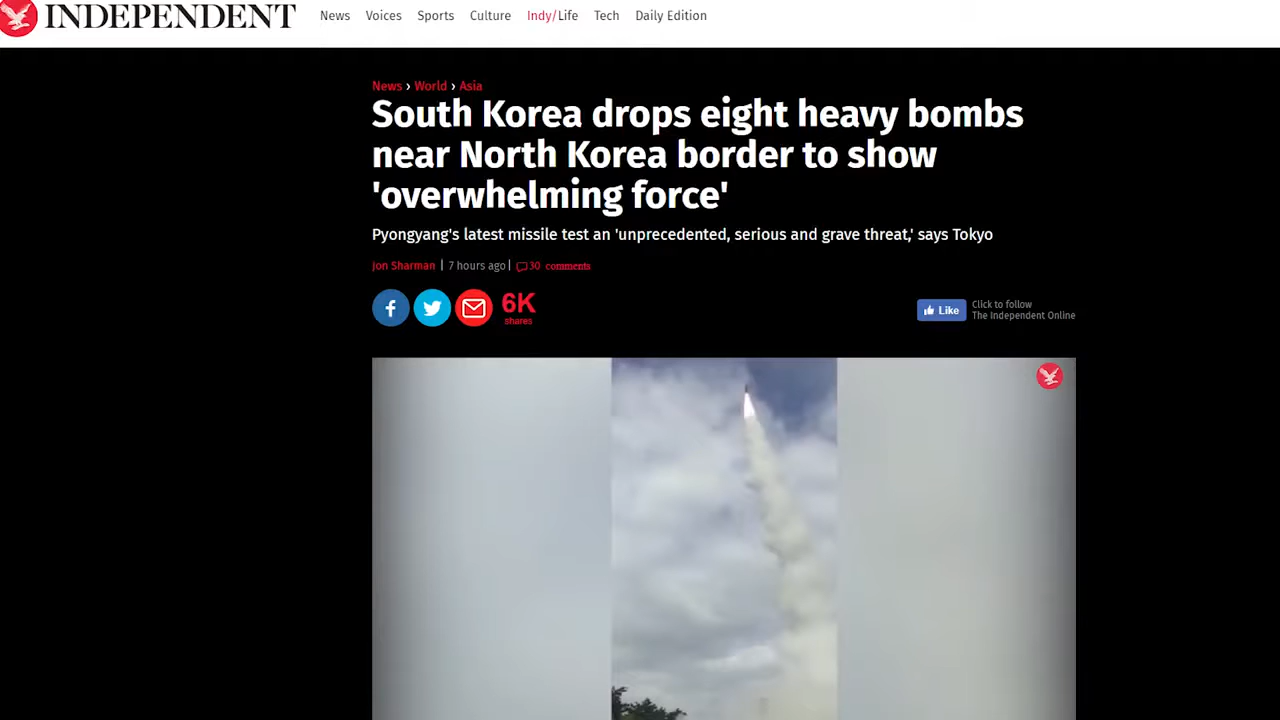 INDEPENDENT
News Voices Sports Culture Indy/Life Tech Daily Edition
News › World › Asia
South Korea drops eight heavy bombs
near North Korea border to show
'overwhelming force'
Pyongyang's latest missile test an 'unprecedented, serious and grave threat,' says Tokyo
Jon Sharman | 7 hours ago | 30 comments
6K
shares
Like
Click to follow
The Independent Online